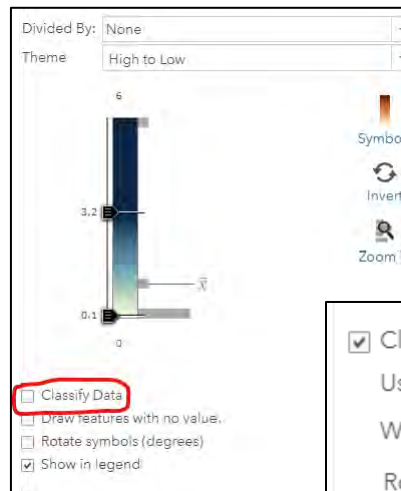 Divided By: None
Theme High to Low
6
Symbo
Invert
Zoom
3.2
x̄
0.1
0
Classify Data
Draw features with no value.
Rotate symbols (degrees)
Show in legend
Cl
Us
W
Ro